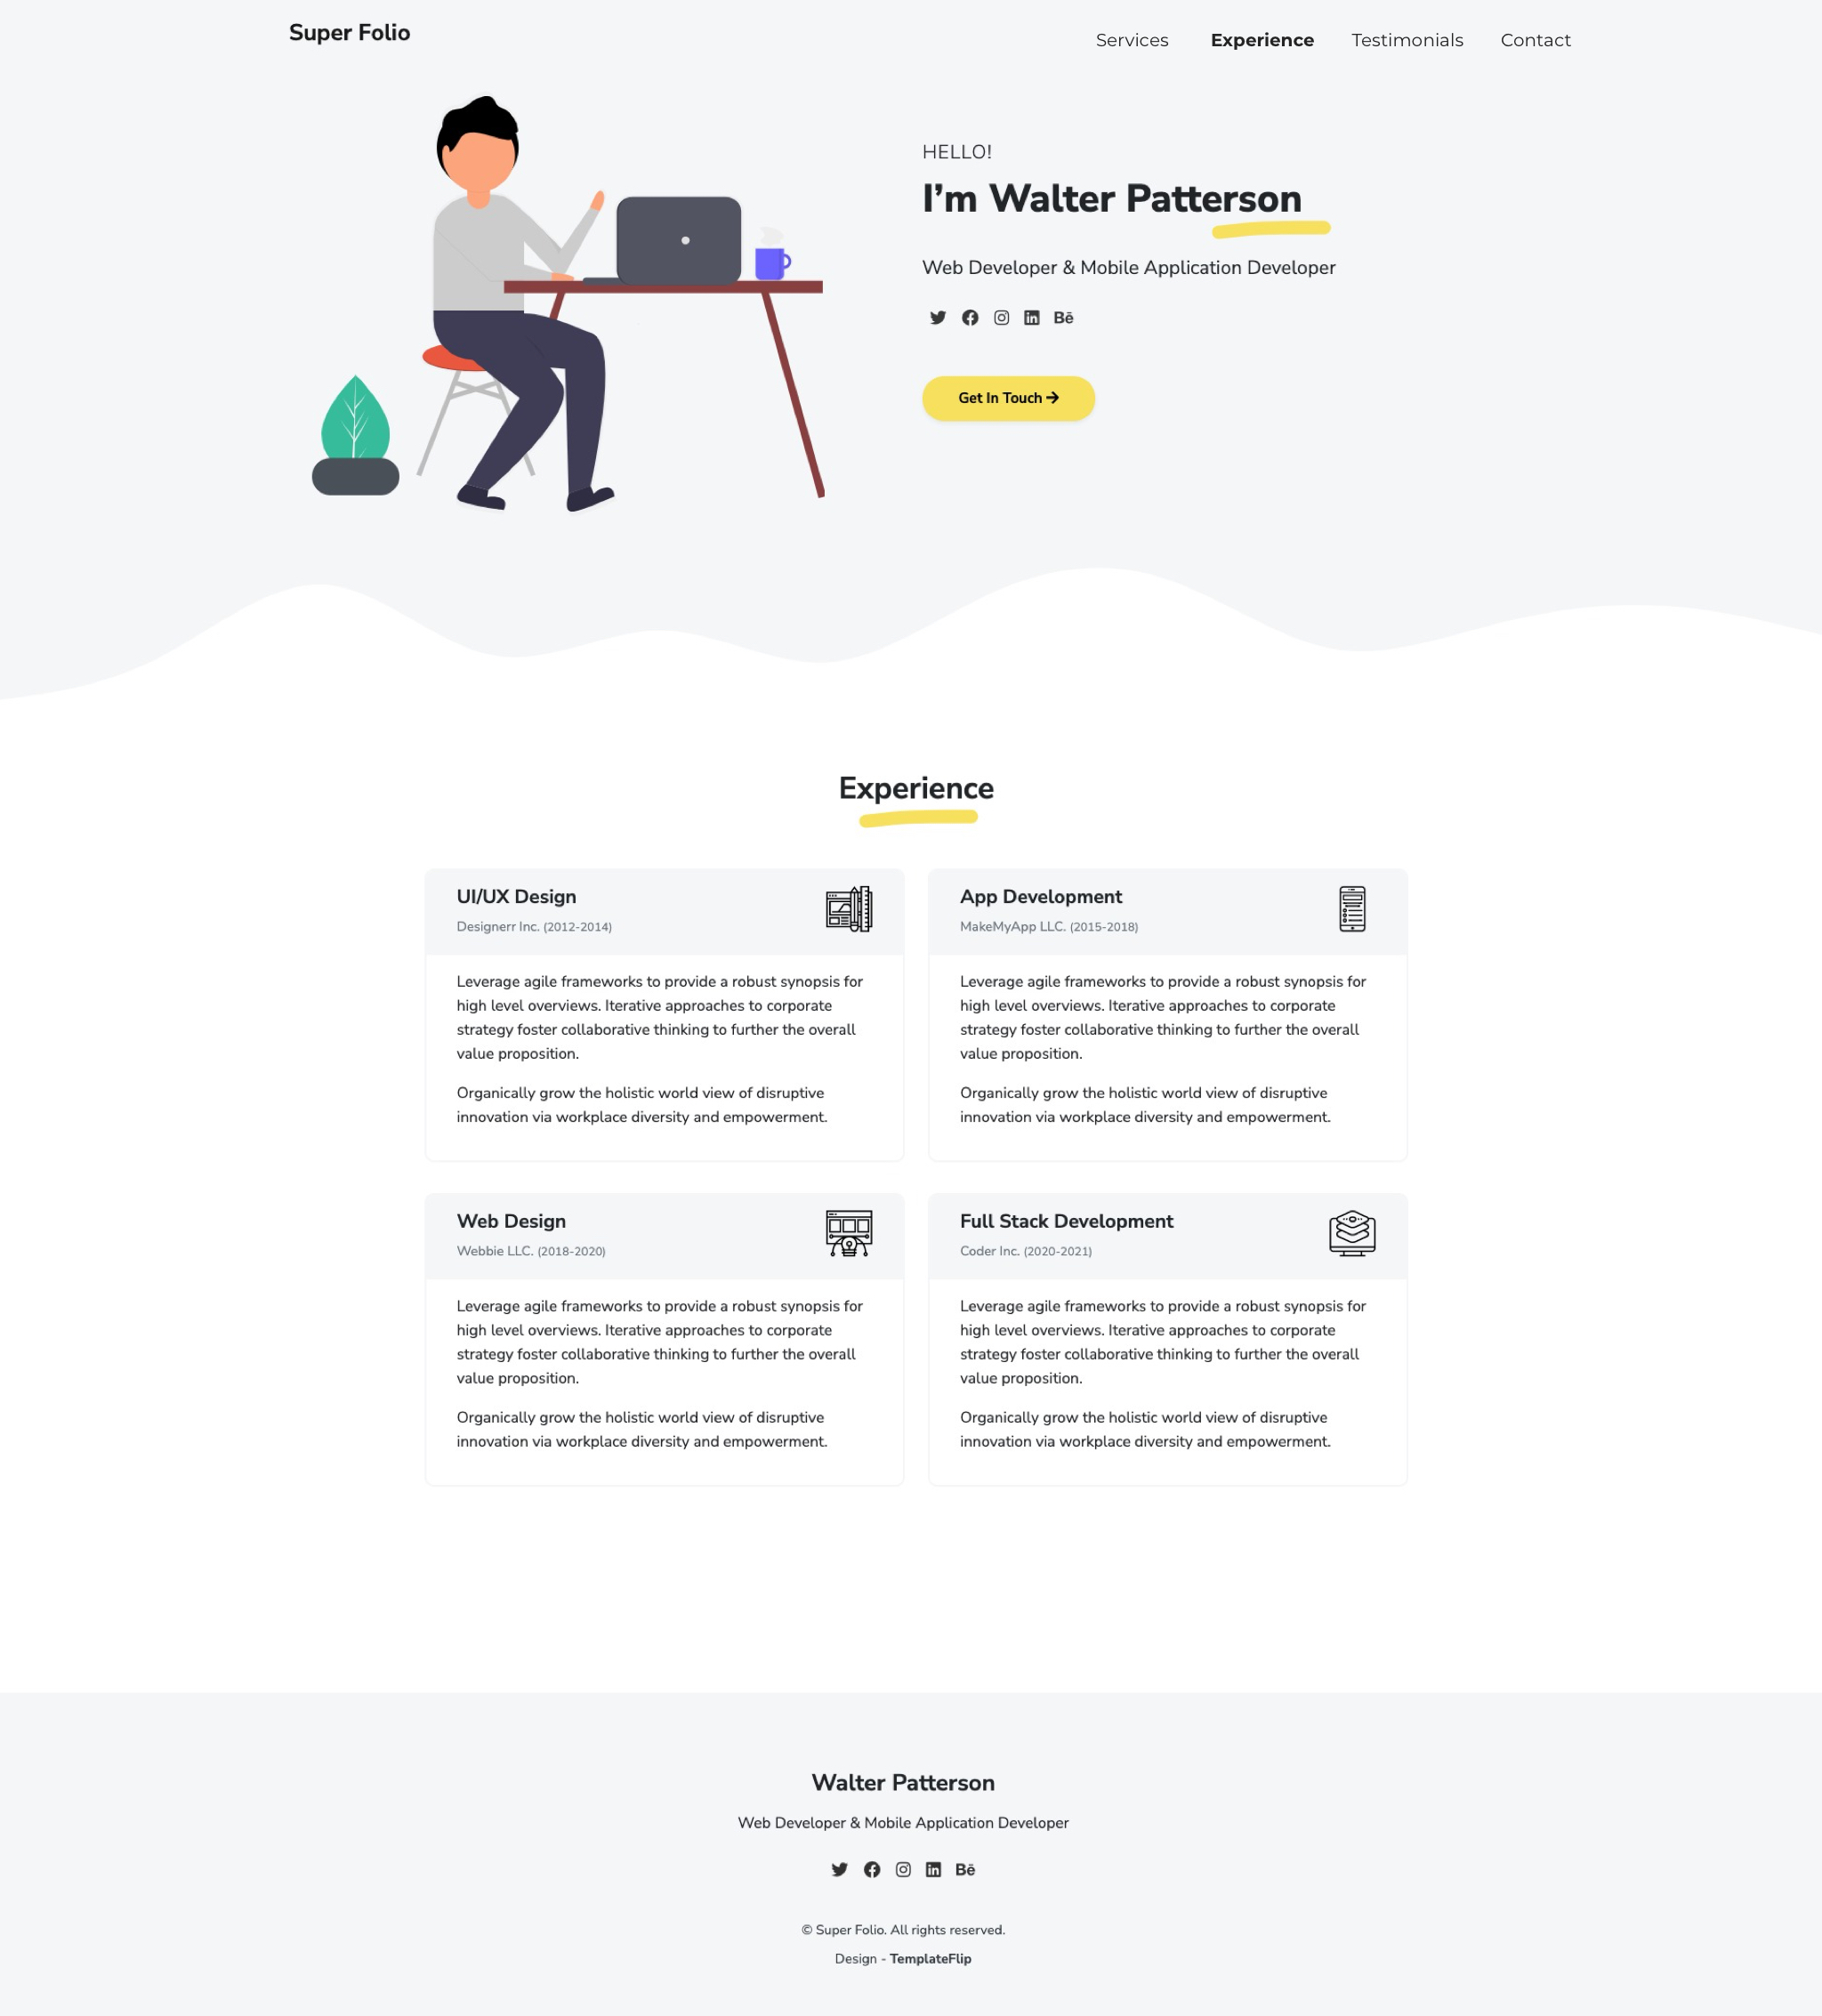 Super Folio
Services Experience Testimonials Contact
HELLO!
I’m Walter Patterson
Web Developer & Mobile Application Developer
Bē
Get In Touch
Experience
UI/UX Design
Designerr Inc. (2012-2014)
Leverage agile frameworks to provide a robust synopsis for
high level overviews. Iterative approaches to corporate
strategy foster collaborative thinking to further the overall
value proposition.
Organically grow the holistic world view of disruptive
innovation via workplace diversity and empowerment.
App Development
MakeMyApp LLC. (2015-2018)
Leverage agile frameworks to provide a robust synopsis for
high level overviews. Iterative approaches to corporate
strategy foster collaborative thinking to further the overall
value proposition.
Organically grow the holistic world view of disruptive
innovation via workplace diversity and empowerment.
Web Design
Webbie LLC. (2018-2020)
Leverage agile frameworks to provide a robust synopsis for
high level overviews. Iterative approaches to corporate
strategy foster collaborative thinking to further the overall
value proposition.
Organically grow the holistic world view of disruptive
innovation via workplace diversity and empowerment.
Full Stack Development
Coder Inc. (2020-2021)
Leverage agile frameworks to provide a robust synopsis for
high level overviews. Iterative approaches to corporate
strategy foster collaborative thinking to further the overall
value proposition.
Organically grow the holistic world view of disruptive
innovation via workplace diversity and empowerment.
Walter Patterson
Web Developer & Mobile Application Developer
Bē
© Super Folio. All rights reserved.
Design - TemplateFlip